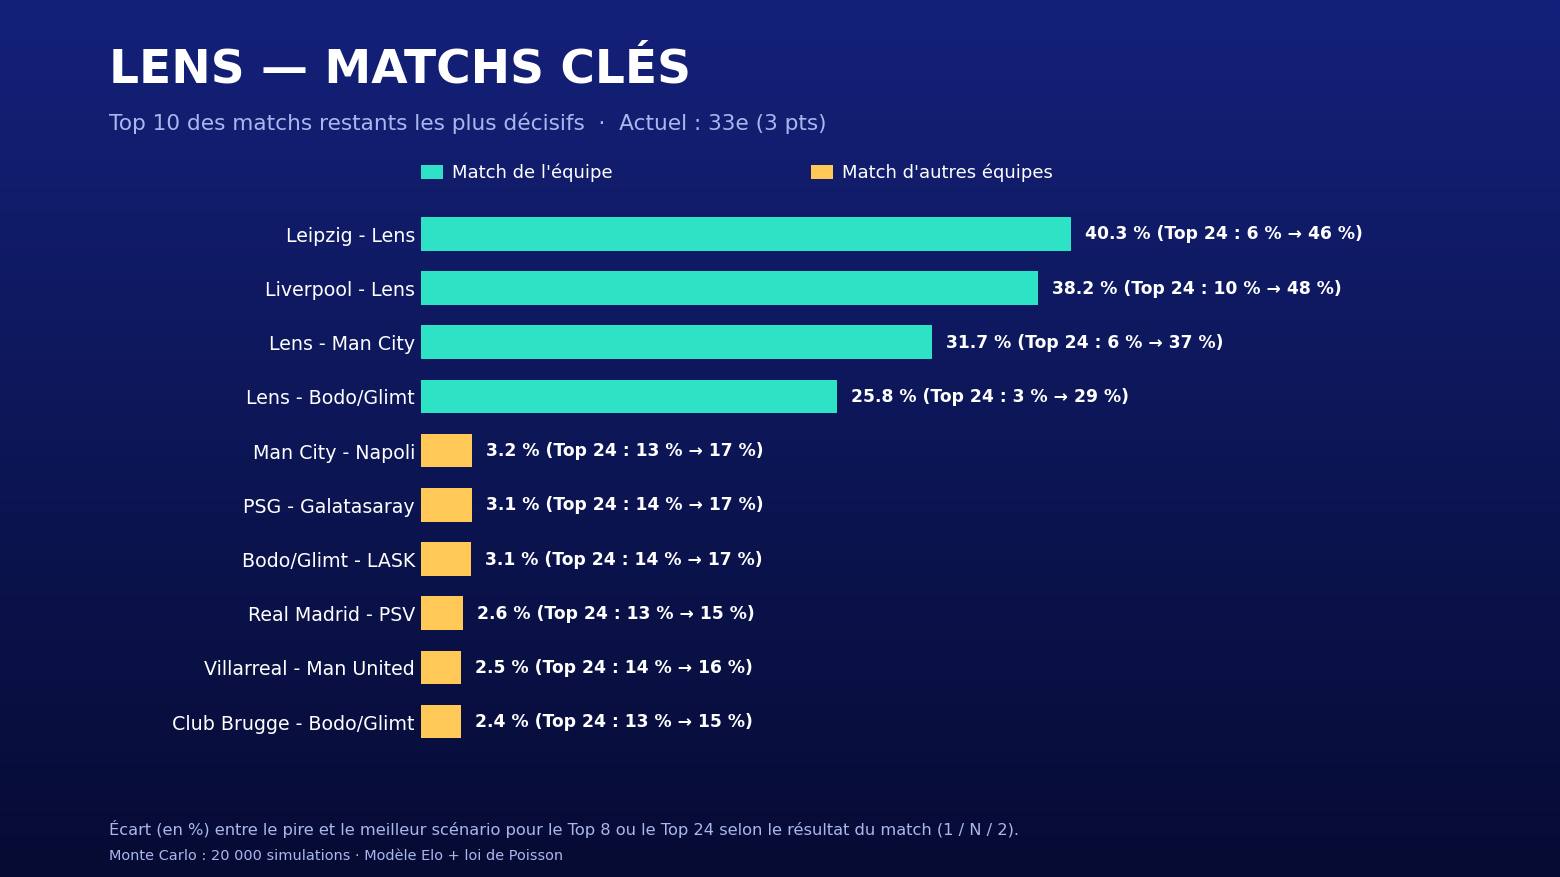 LENS — MATCHS CLÉS
Top 10 des matchs restants les plus décisifs · Actuel : 33e (3 pts)
Match de l'équipe
Match d'autres équipes
Leipzig - Lens 40.3 % (Top 24 : 6 % → 46 %)
Liverpool - Lens 38.2 % (Top 24 : 10 % → 48 %)
Lens - Man City 31.7 % (Top 24 : 6 % → 37 %)
Lens - Bodo/Glimt 25.8 % (Top 24 : 3 % → 29 %)
Man City - Napoli 3.2 % (Top 24 : 13 % → 17 %)
PSG - Galatasaray 3.1 % (Top 24 : 14 % → 17 %)
Bodo/Glimt - LASK 3.1 % (Top 24 : 14 % → 17 %)
Real Madrid - PSV 2.6 % (Top 24 : 13 % → 15 %)
Villarreal - Man United 2.5 % (Top 24 : 14 % → 16 %)
Club Brugge - Bodo/Glimt 2.4 % (Top 24 : 13 % → 15 %)
Écart (en %) entre le pire et le meilleur scénario pour le Top 8 ou le Top 24 selon le résultat du match (1 / N / 2).
Monte Carlo : 20 000 simulations · Modèle Elo + loi de Poisson